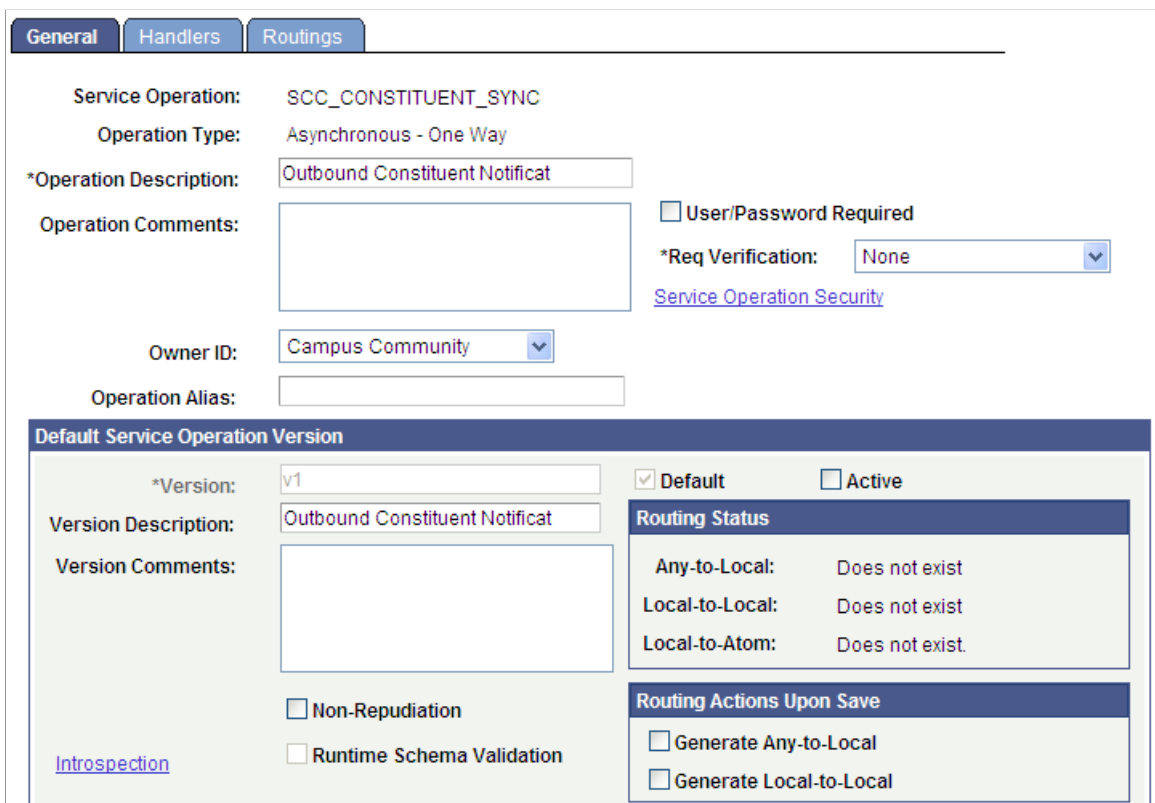 General Handlers Routings
Service Operation: SCC_CONSTITUENT_SYNC
Operation Type: Asynchronous - One Way
*Operation Description: Outbound Constituent Notificat
Operation Comments: User/Password Required
*Req Verification: None
Service Operation Security
Owner ID: Campus Community
Operation Alias:
Default Service Operation Version
*Version: v1 Default Active
Version Description: Outbound Constituent Notificat Routing Status
Version Comments: Any-to-Local: Does not exist
Local-to-Local: Does not exist
Local-to-Atom: Does not exist.
Non-Repudiation Routing Actions Upon Save
Introspection Runtime Schema Validation Generate Any-to-Local
Generate Local-to-Local